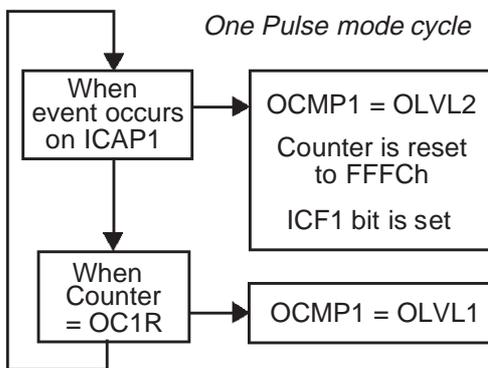 One Pulse mode cycle
When
event occurs
on ICAP1
OCMP1 = OLVL2
Counter is reset
to FFFCh
ICF1 bit is set
When
Counter
= OC1R
OCMP1 = OLVL1